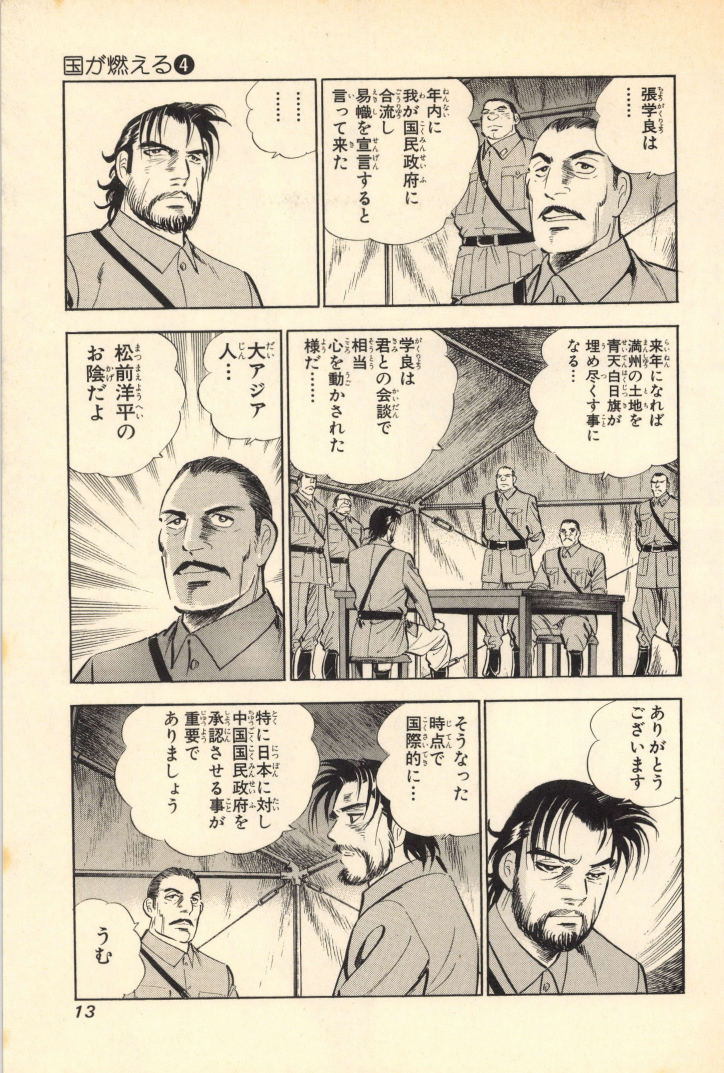 国が燃える❹
張学良は
……
年内に
我が国民政府に
合流し
易幟を宣言すると
言って来た
……
……
来年になれば
満州の土地を
青天白日旗が
埋め尽くす事に
なる…
学良は
君との会談で
相当
心を動かされた
様だ……
大アジア
人…
松前洋平の
お陰だよ
ありがとう
ございます
そうなった
時点で
国際的に…
特に日本に対し
中国国民政府を
承認させる事が
重要で
ありましょう
うむ
13